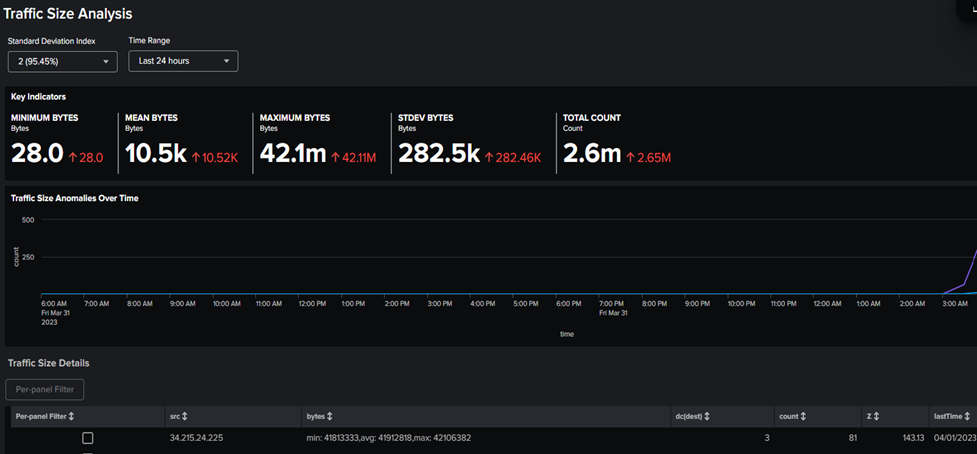 Traffic Size Analysis
Standard Deviation Index
Time Range
2 (95.45%)
Last 24 hours
Key Indicators
MINIMUM BYTES
Bytes
28.0 ↑ 28.0
MEAN BYTES
Bytes
10.5k ↑ 10.52K
MAXIMUM BYTES
Bytes
42.1m ↑ 42.11M
STDEV BYTES
Bytes
282.5k ↑ 282.46K
TOTAL COUNT
Count
2.6m ↑ 2.65M
Traffic Size Anomalies Over Time
500
250
count
6:00 AM 7:00 AM 8:00 AM 9:00 AM 10:00 AM 11:00 AM 12:00 PM 1:00 PM 2:00 PM 3:00 PM 4:00 PM 5:00 PM 6:00 PM 7:00 PM 8:00 PM 9:00 PM 10:00 PM 11:00 PM 12:00 AM 1:00 AM 2:00 AM 3:00 AM
Fri Mar 31 Fri Mar 31
2023
time
Traffic Size Details
Per-panel Filter
Per-panel Filter src bytes dc(dest) count Z lastTime
34.215.24.225 min: 41813333,avg: 41912818,max: 42106382 3 81 143.13 04/01/2023